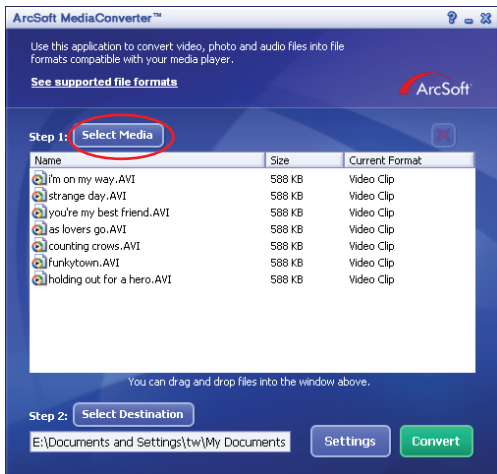 ArcSoft MediaConverter™
Use this application to convert video, photo and audio files into file
formats compatible with your media player.
See supported file formats
ArcSoft®
Step 1: Select Media
Name Size Current Format
i'm on my way.AVI 588 KB Video Clip
strange day.AVI 588 KB Video Clip
you're my best friend.AVI 588 KB Video Clip
as lovers go.AVI 588 KB Video Clip
counting crows.AVI 588 KB Video Clip
funkytown.AVI 588 KB Video Clip
holding out for a hero.AVI 588 KB Video Clip
You can drag and drop files into the window above.
Step 2: Select Destination
E:\Documents and Settings\tw\My Documents Settings Convert